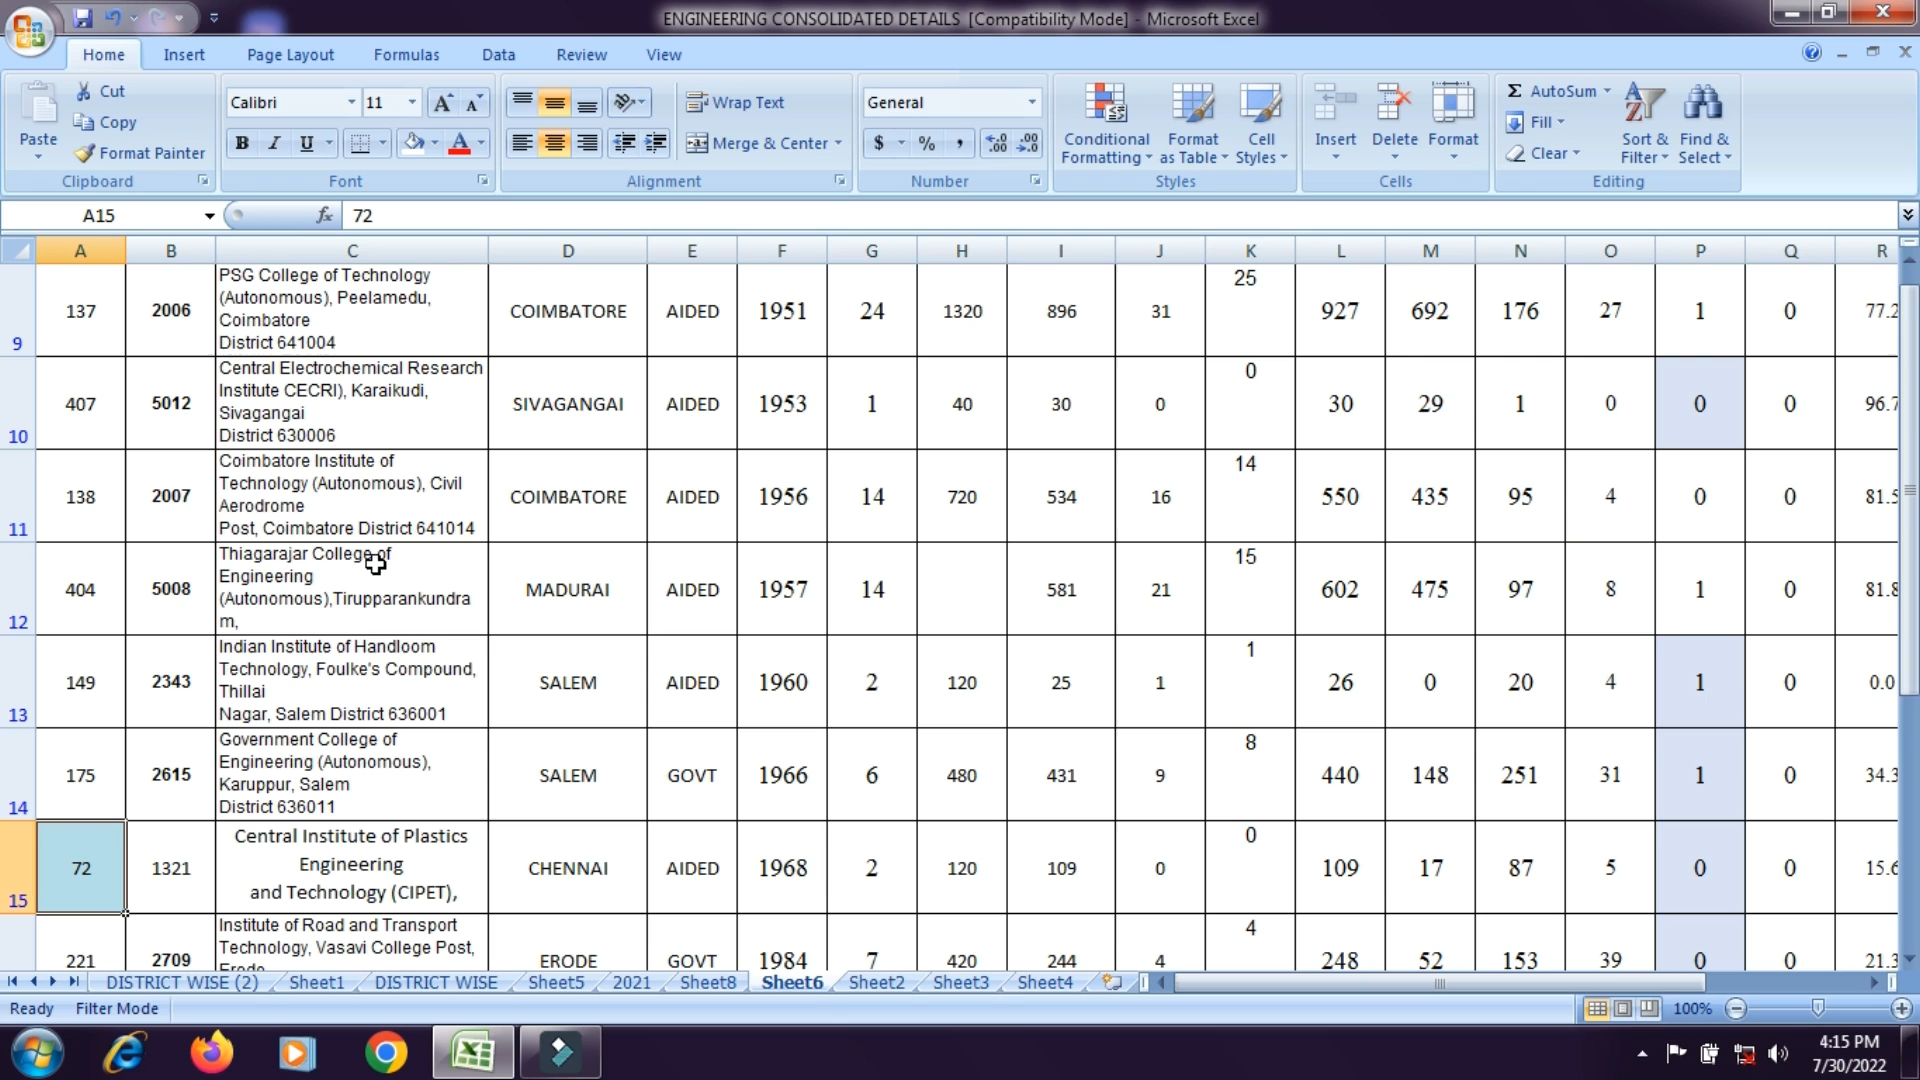 ENGINEERING CONSOLIDATED DETAILS [Compatibility Mode] - Microsoft Excel
Home Insert Page Layout Formulas Data Review View
Paste
Cut
Copy
Format Painter
Clipboard
Calibri 11
B I U
Font
Wrap Text
Merge & Center
Alignment
General
$ % ,
Number
Conditional Formatting
Format as Table
Cell Styles
Styles
Insert Delete Format
Cells
Σ AutoSum
Fill
Clear
Sort & Filter
Find & Select
Editing
A15 fx 72
A B C D E F G H I J K L M N O P Q R
9 137 2006
PSG College of Technology
(Autonomous), Peelamedu,
Coimbatore
District 641004
COIMBATORE AIDED 1951 24 1320 896 31 25 927 692 176 27 1 0 77.2
10 407 5012
Central Electrochemical Research
Institute CECRI), Karaikudi,
Sivagangai
District 630006
SIVAGANGAI AIDED 1953 1 40 30 0 0 30 29 1 0 0 0 96.7
11 138 2007
Coimbatore Institute of
Technology (Autonomous), Civil
Aerodrome
Post, Coimbatore District 641014
COIMBATORE AIDED 1956 14 720 534 16 14 550 435 95 4 0 0 81.5
12 404 5008
Thiagarajar College of
Engineering
(Autonomous),Tirupparankundra
m,
MADURAI AIDED 1957 14 581 21 15 602 475 97 8 1 0 81.8
13 149 2343
Indian Institute of Handloom
Technology, Foulke's Compound,
Thillai
Nagar, Salem District 636001
SALEM AIDED 1960 2 120 25 1 1 26 0 20 4 1 0 0.0
14 175 2615
Government College of
Engineering (Autonomous),
Karuppur, Salem
District 636011
SALEM GOVT 1966 6 480 431 9 8 440 148 251 31 1 0 34.3
15 72 1321
Central Institute of Plastics
Engineering
and Technology (CIPET),
CHENNAI AIDED 1968 2 120 109 0 0 109 17 87 5 0 0 15.6
221 2709
Institute of Road and Transport
Technology, Vasavi College Post,
Erode
ERODE GOVT 1984 7 420 244 4 4 248 52 153 39 0 0 21.3
DISTRICT WISE (2) Sheet1 DISTRICT WISE Sheet5 2021 Sheet8 Sheet6 Sheet2 Sheet3 Sheet4
Ready Filter Mode 100%
4:15 PM
7/30/2022